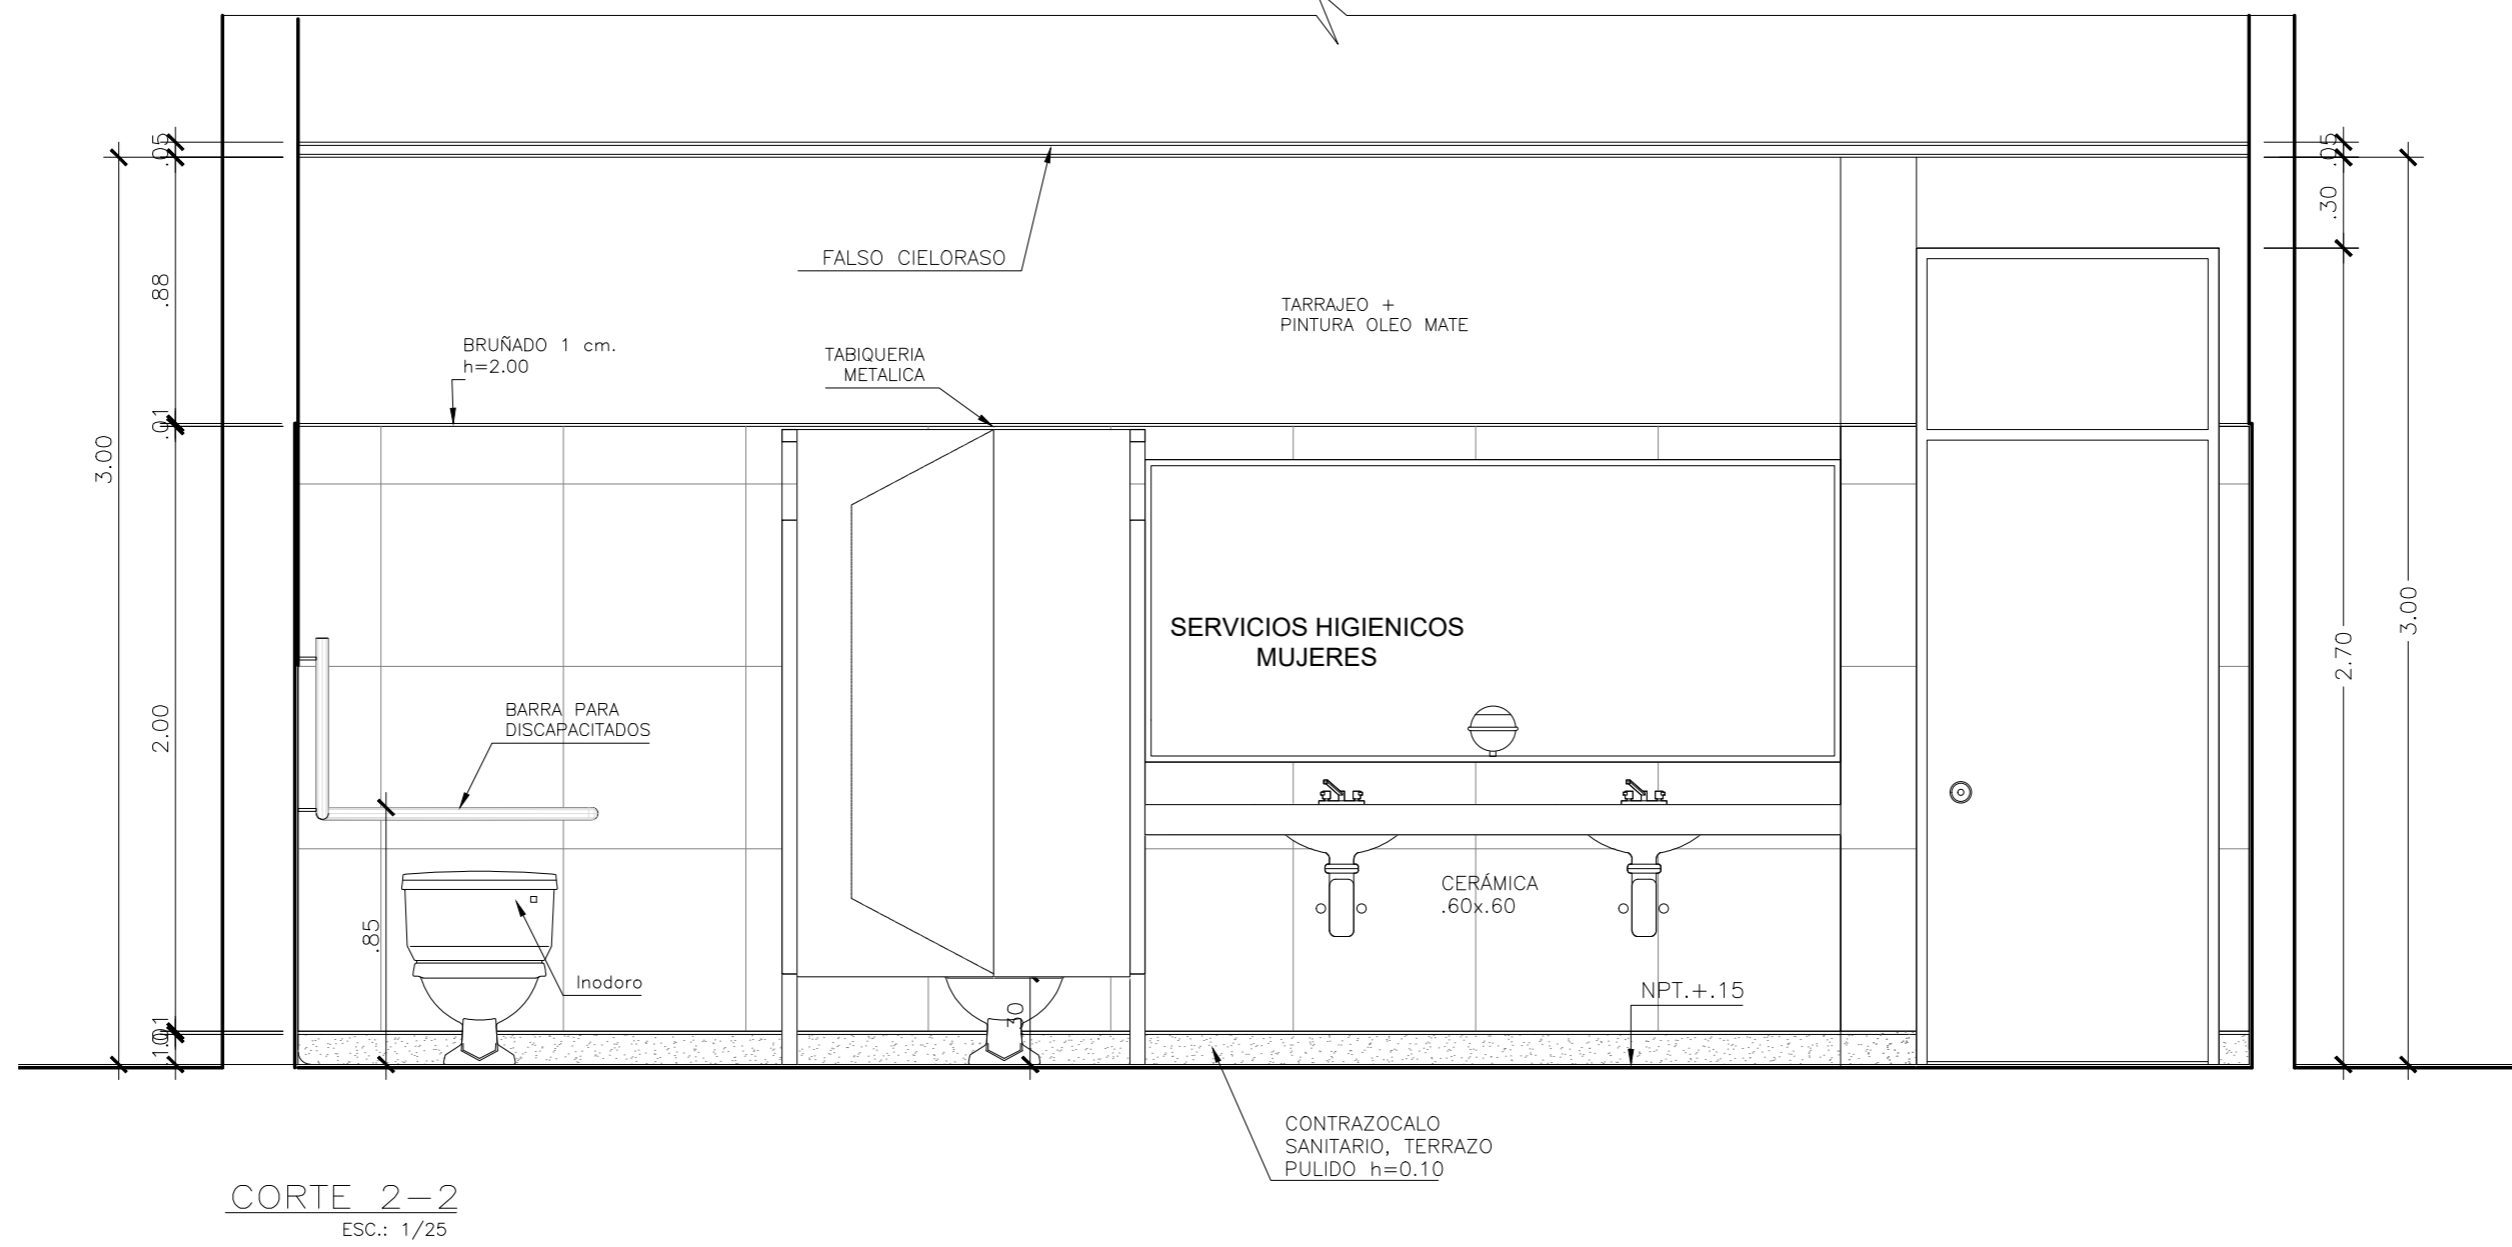 .05
.05
.30
FALSO CIELORASO
.88
TARRAJEO +
PINTURA OLEO MATE
BRUÑADO 1 cm.
h=2.00
TABIQUERIA
METALICA
.01
3.00
3.00
SERVICIOS HIGIENICOS
MUJERES
2.70
2.00
BARRA PARA
DISCAPACITADOS
CERÁMICA
.60x.60
.85
Inodoro
NPT.+.15
.30
.01
.10
CONTRAZOCALO
SANITARIO, TERRAZO
PULIDO h=0.10
CORTE 2-2
ESC.: 1/25